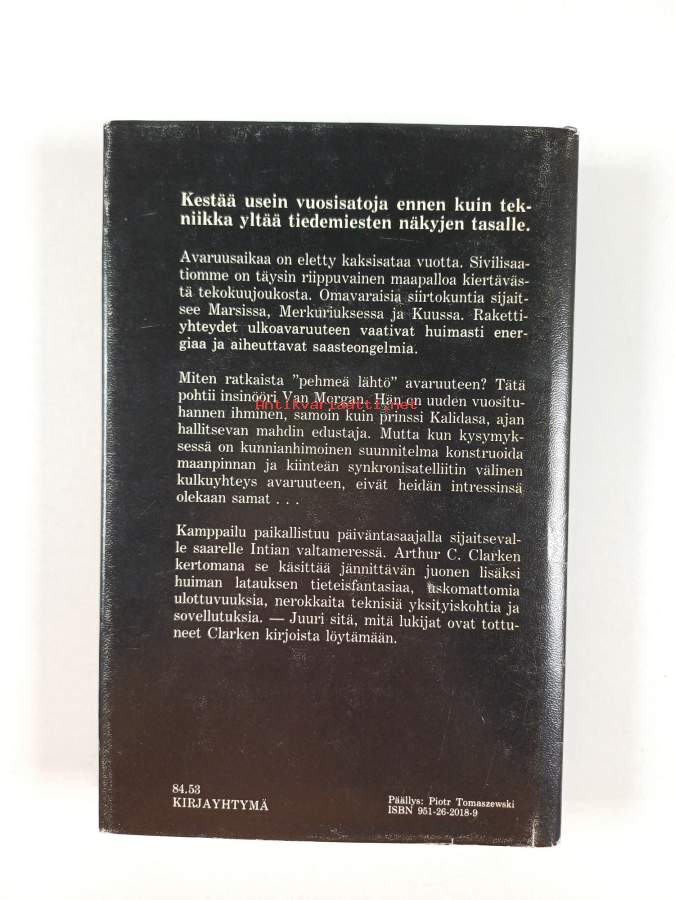 Kestää usein vuosisatoja ennen kuin tek-
niikka yltää tiedemiesten näkyjen tasalle.
Avaruusaikaa on eletty kaksisataa vuotta. Sivilisaa-
tiomme on täysin riippuvainen maapalloa kiertäväs-
tä tekokuujoukosta. Omavaraisia siirtokuntia sijait-
see Marsissa, Merkuriuksessa ja Kuussa. Raketti-
yhteydet ulkoavaruuteen vaativat huimasti ener-
giaa ja aiheuttavat saasteongelmia.
Miten ratkaista "pehmeä lähtö" avaruuteen? Tätä
pohtii insinööri Van Morgan. Hän on uuden vuositu-
Antikvariaatti.net
hannen ihminen, samoin kuin prinssi Kalidasa, ajan
hallitsevan mahdin edustaja. Mutta kun kysymyk-
sessä on kunnianhimoinen suunnitelma konstruoida
maanpinnan ja kiinteän synkronisatelliitin välinen
kulkuyhteys avaruuteen, eivät heidän intressinsä
olekaan samat . . .
Kamppailu paikallistuu päiväntasaajalla sijaitseval-
le saarelle Intian valtameressä. Arthur C. Clarken
kertomana se käsittää jännittävän juonen lisäksi
huiman latauksen tieteisfantasiaa, uskomattomia
ulottuvuuksia, nerokkaita teknisiä yksityiskohtia ja
sovellutuksia. — Juuri sitä, mitä lukijat ovat tottu-
neet Clarken kirjoista löytämään.
84.53
KIRJAYHTYMÄ
Päällys: Piotr Tomaszewski
ISBN 951-26-2018-9